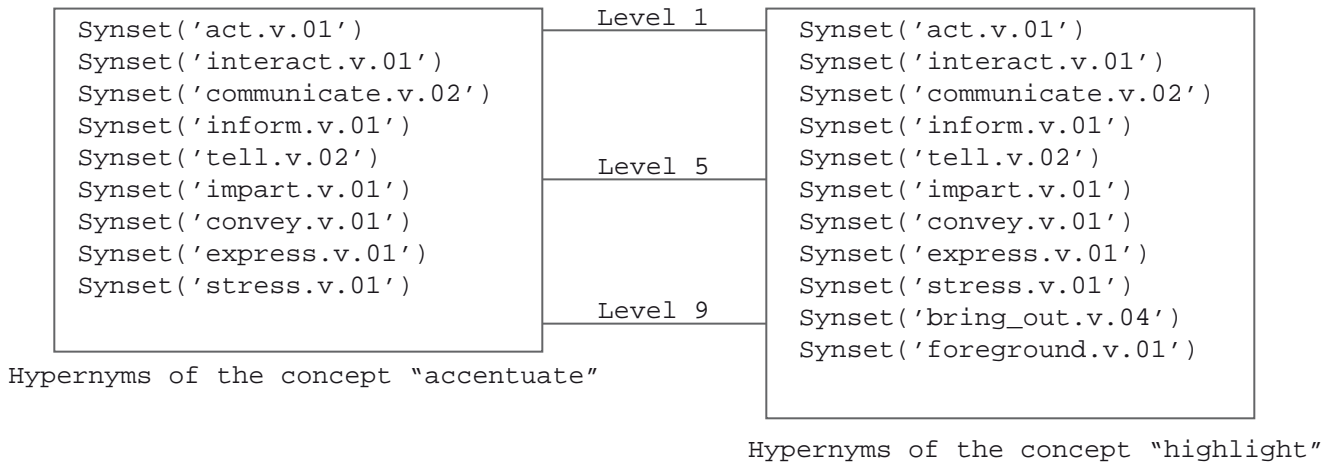 Synset('act.v.01')
Synset('interact.v.01')
Synset('communicate.v.02')
Synset('inform.v.01')
Synset('tell.v.02')
Synset('impart.v.01')
Synset('convey.v.01')
Synset('express.v.01')
Synset('stress.v.01')
Hypernyms of the concept “accentuate”
Level 1
Level 5
Level 9
Synset('act.v.01')
Synset('interact.v.01')
Synset('communicate.v.02')
Synset('inform.v.01')
Synset('tell.v.02')
Synset('impart.v.01')
Synset('convey.v.01')
Synset('express.v.01')
Synset('stress.v.01')
Synset('bring_out.v.04')
Synset('foreground.v.01')
Hypernyms of the concept “highlight”